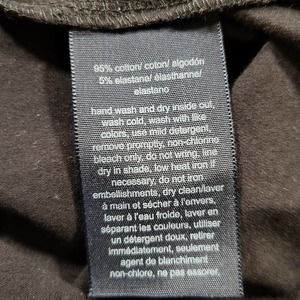 95% cotton/ coton/ algodón
5% elastane/ élasthanne/
elastano
hand wash and dry inside out,
wash cold, wash with like
colors, use mild detergent,
remove promptly, non-chlorine
bleach only, do not wring, line
dry in shade, low heat iron if
necessary, do not iron
embellishments, dry clean/laver
à main et sécher à l'envers,
laver à l'eau froide, laver en
séparant les couleurs, utiliser
un détergent doux, retirer
immédiatement, seulement
agent de blanchiment
non-chlore, ne pas essorer,